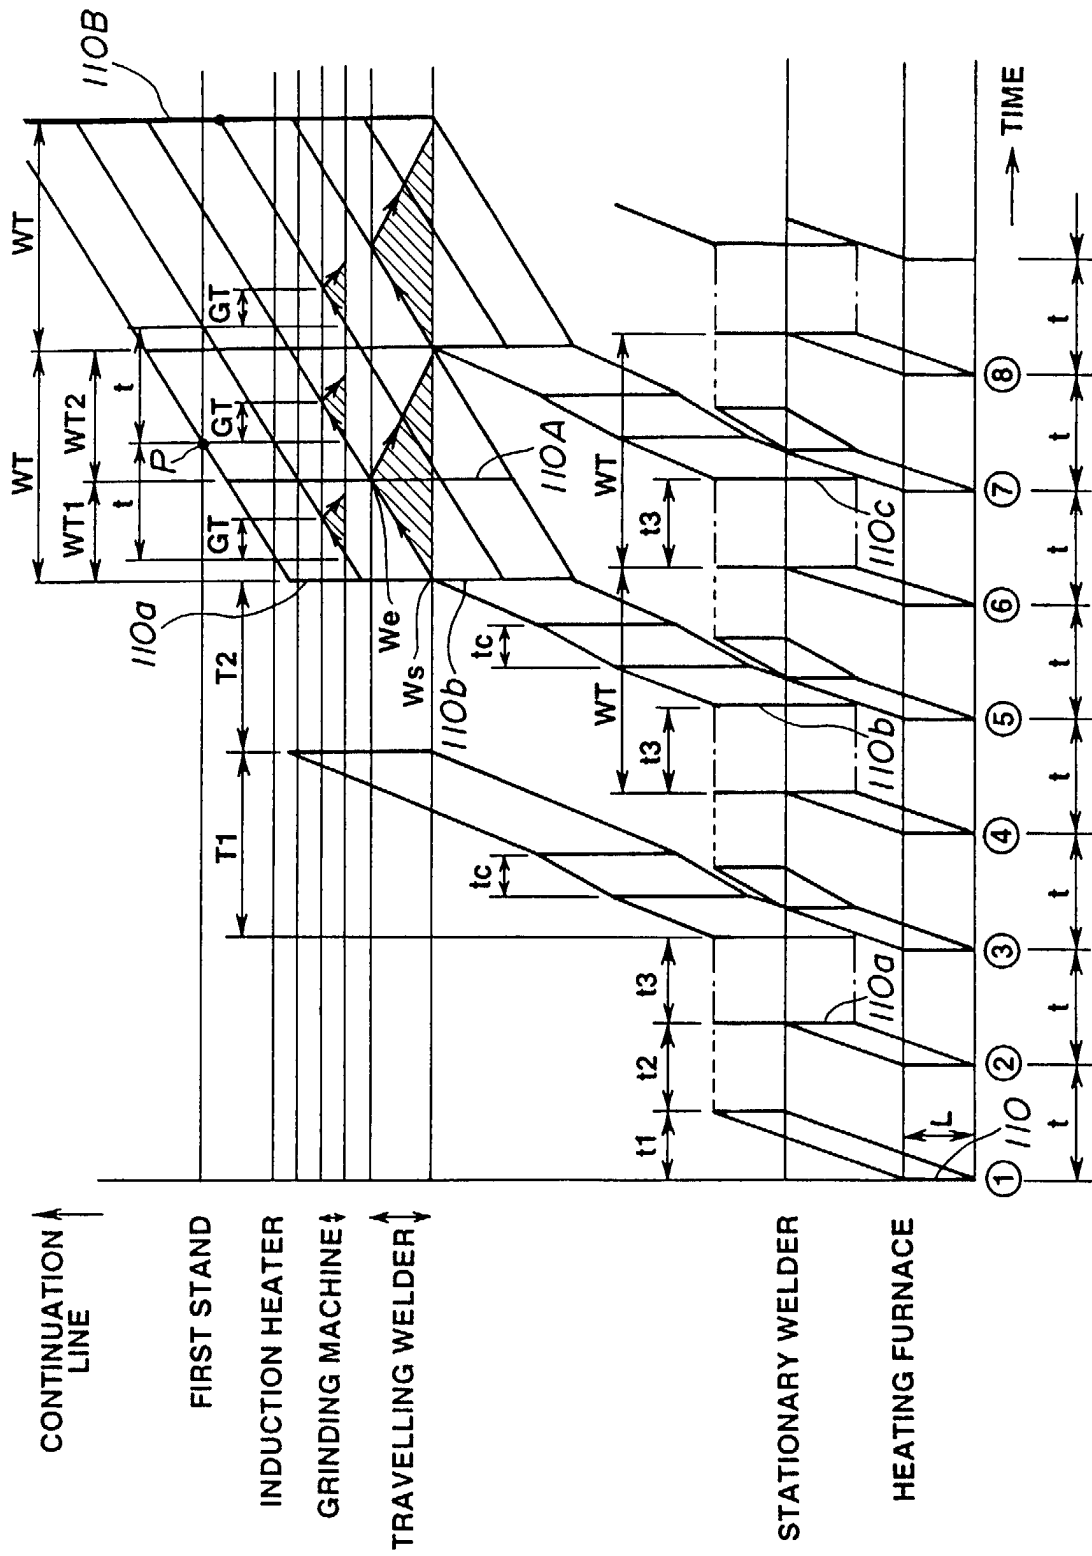 CONTINUATION
LINE
FIRST STAND
INDUCTION HEATER
GRINDING MACHINE
TRAVELLING WELDER
STATIONARY WELDER
HEATING FURNACE
WT
WT
110B
WT1
WT2
t
t
P
GT
GT
GT
110a
T1
T2
We
Ws
110b
110A
tc
tc
WT
WT
t1
t2
t3
t3
t3
110a
110b
110c
L
110
①
②
③
④
⑤
⑥
⑦
⑧
TIME
t
t
t
t
t
t
t
t